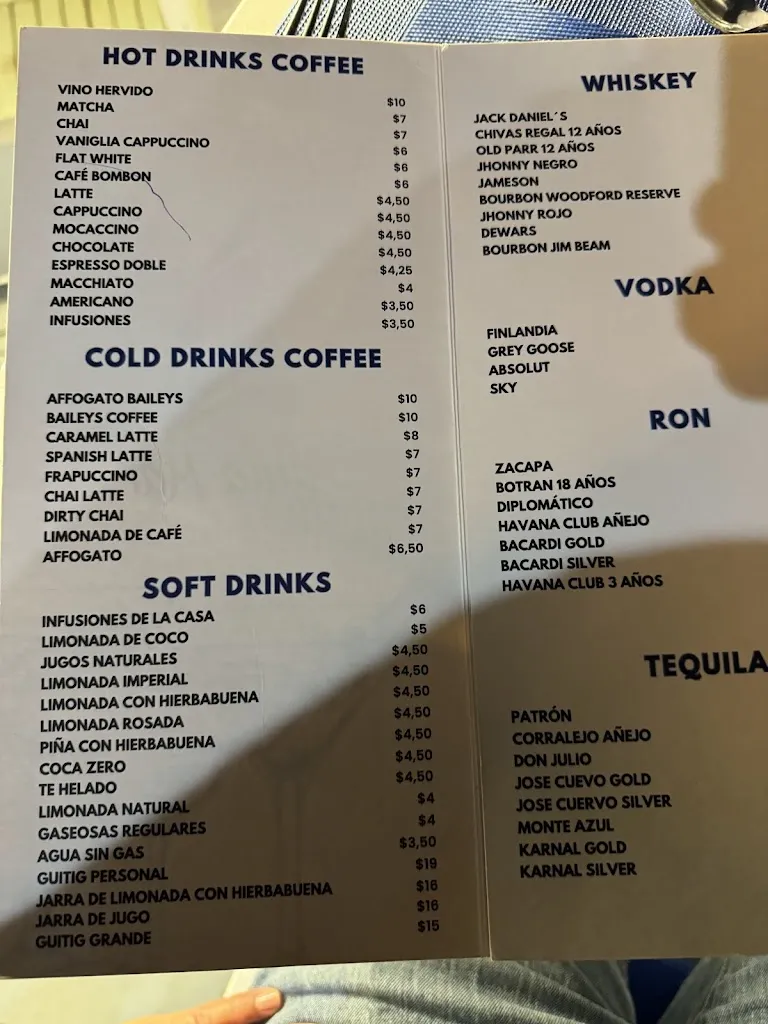 HOT DRINKS COFFEE
VINO HERVIDO $10
MATCHA $7
CHAI $7
VANIGLIA CAPPUCCINO $6
FLAT WHITE $6
CAFÉ BOMBON $6
LATTE $4,50
CAPPUCCINO $4,50
MOCACCINO $4,50
CHOCOLATE $4,50
ESPRESSO DOBLE $4,25
MACCHIATO $4
AMERICANO $3,50
INFUSIONES $3,50
COLD DRINKS COFFEE
AFFOGATO BAILEYS $10
BAILEYS COFFEE $10
CARAMEL LATTE $8
SPANISH LATTE $7
FRAPUCCINO $7
CHAI LATTE $7
DIRTY CHAI $7
LIMONADA DE CAFÉ $7
AFFOGATO $6,50
SOFT DRINKS
INFUSIONES DE LA CASA $6
LIMONADA DE COCO $5
JUGOS NATURALES $4,50
LIMONADA IMPERIAL $4,50
LIMONADA CON HIERBABUENA $4,50
LIMONADA ROSADA $4,50
PIÑA CON HIERBABUENA $4,50
COCA ZERO $4,50
TE HELADO $4,50
LIMONADA NATURAL $4
GASEOSAS REGULARES $4
AGUA SIN GAS $3,50
GUITIG PERSONAL $19
JARRA DE LIMONADA CON HIERBABUENA $16
JARRA DE JUGO $16
GUITIG GRANDE $15
WHISKEY
JACK DANIEL´S
CHIVAS REGAL 12 AÑOS
OLD PARR 12 AÑOS
JHONNY NEGRO
JAMESON
BOURBON WOODFORD RESERVE
JHONNY ROJO
DEWARS
BOURBON JIM BEAM
VODKA
FINLANDIA
GREY GOOSE
ABSOLUT
SKY
RON
ZACAPA
BOTRAN 18 AÑOS
DIPLOMÁTICO
HAVANA CLUB AÑEJO
BACARDI GOLD
BACARDI SILVER
HAVANA CLUB 3 AÑOS
TEQUILA
PATRÓN
CORRALEJO AÑEJO
DON JULIO
JOSE CUEVO GOLD
JOSE CUERVO SILVER
MONTE AZUL
KARNAL GOLD
KARNAL SILVER